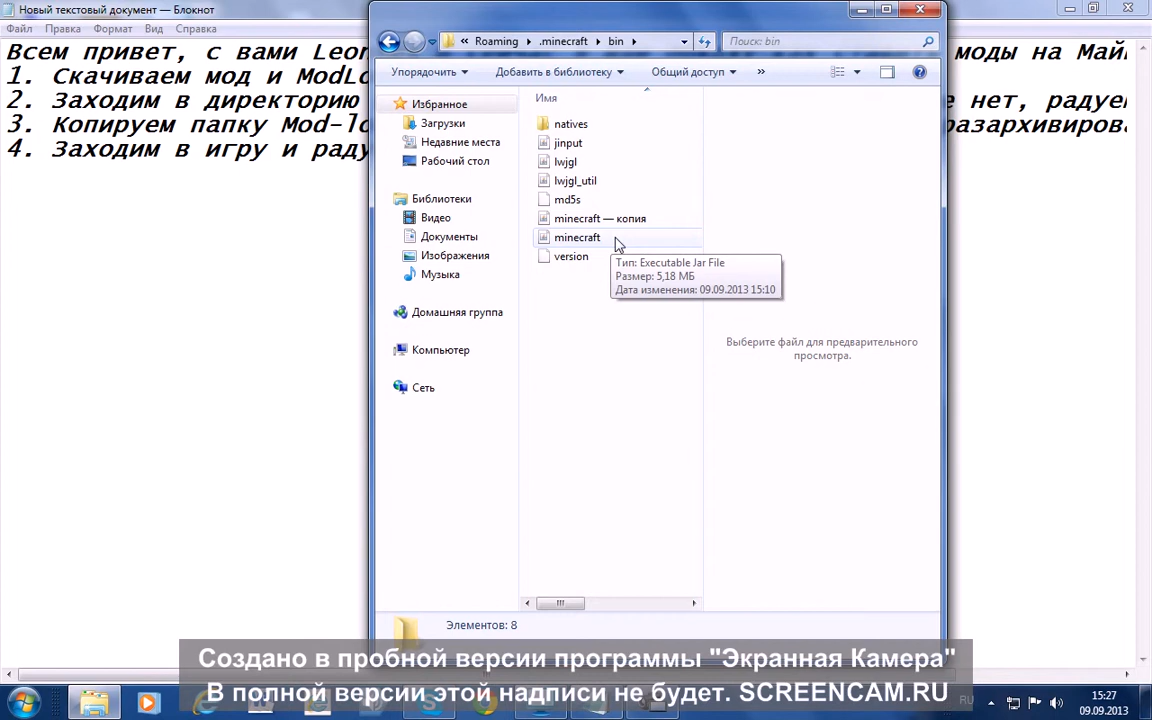 Новый текстовый документ — Блокнот
Файл Правка Формат Вид Справка
Всем привет, с вами Leon моды на Май
1. Скачиваем мод и ModLo
2. Заходим в директорию е нет, радуе
3. Копируем папку Mod-lo разархивиров
4. Заходим в игру и раду
« Roaming .minecraft bin
Поиск: bin
Упорядочить Добавить в библиотеку Общий доступ »
Избранное
Загрузки
Недавние места
Рабочий стол
Библиотеки
Видео
Документы
Изображения
Музыка
Домашняя группа
Компьютер
Сеть
Имя
natives
jinput
lwjgl
lwjgl_util
md5s
minecraft — копия
minecraft
version
Тип: Executable Jar File
Размер: 5,18 МБ
Дата изменения: 09.09.2013 15:10
Выберите файл для предварительного
просмотра.
Элементов: 8
Создано в пробной версии программы "Экранная Камера"
В полной версии этой надписи не будет. SCREENCAM.RU
RU
15:27
09.09.2013